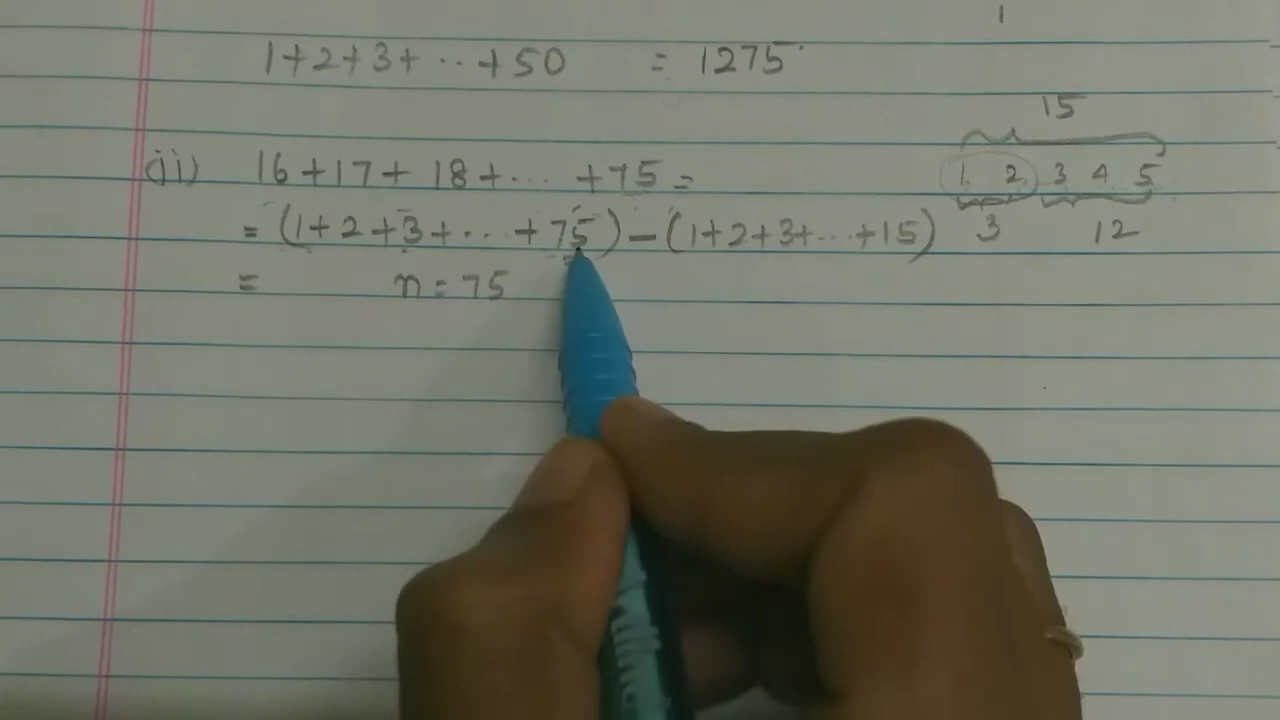 1
1+2+3+ ... +50 = 1275
15
(ii) 16+17+ 18+... +75 =
1 2 3 4 5
= (1+2+3+... +75) - (1+2+3+...+15)
3 12
= n = 75